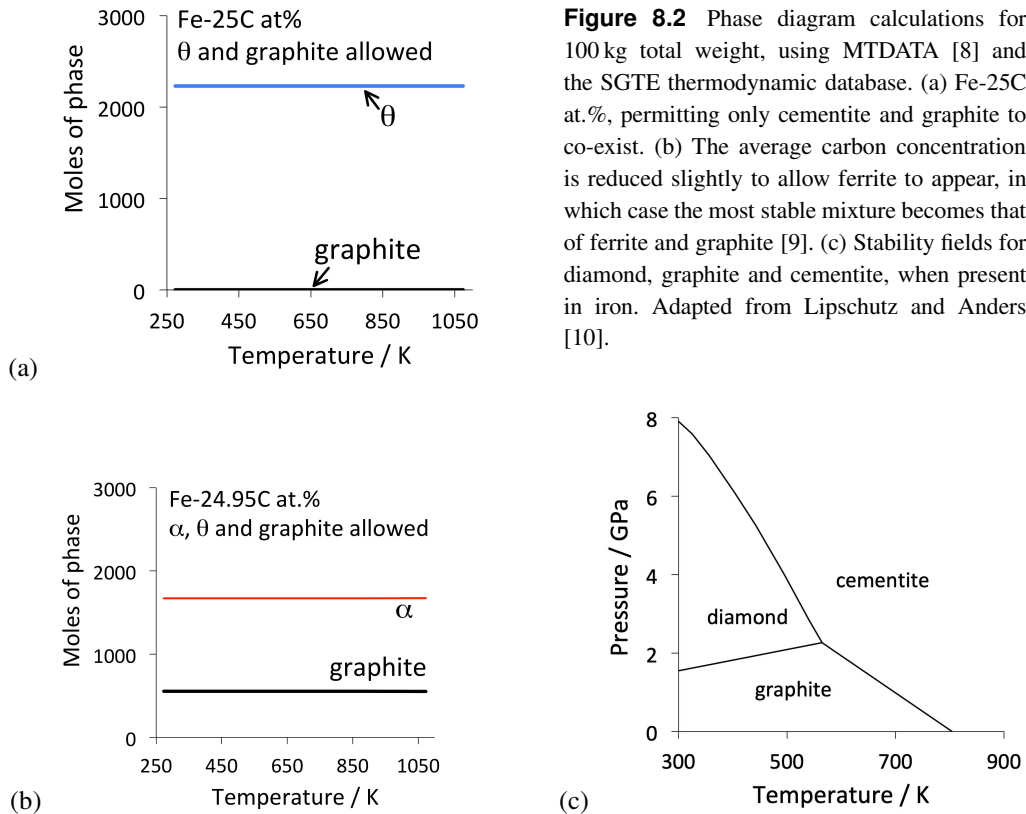 3000
Fe-25C at%
θ and graphite allowed
2000
θ
1000
graphite
0
250 450 650 850 1050
Moles of phase
Temperature / K
(a)
Figure 8.2 Phase diagram calculations for
100 kg total weight, using MTDATA [8] and
the SGTE thermodynamic database. (a) Fe-25C
at.%, permitting only cementite and graphite to
co-exist. (b) The average carbon concentration
is reduced slightly to allow ferrite to appear, in
which case the most stable mixture becomes that
of ferrite and graphite [9]. (c) Stability fields for
diamond, graphite and cementite, when present
in iron. Adapted from Lipschutz and Anders
[10].
3000
Fe-24.95C at.%
α, θ and graphite allowed
2000
α
1000
graphite
0
250 450 650 850 1050
Moles of phase
Temperature / K
(b)
8
6
4
2
0
Pressure / GPa
cementite
diamond
graphite
300 500 700 900
Temperature / K
(c)